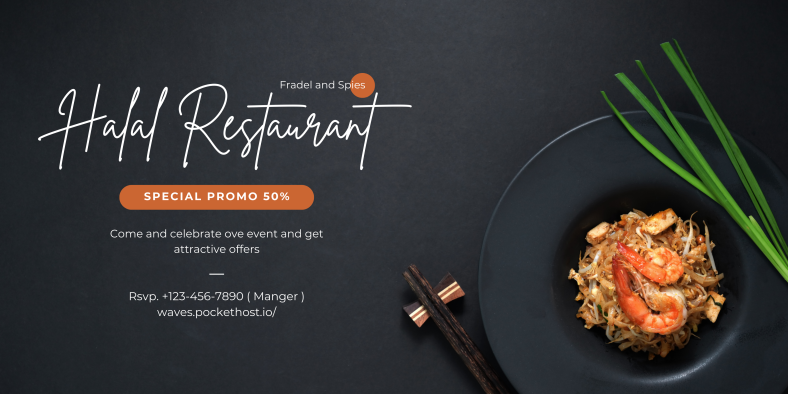 Fradel and Spies
Halal Restaurant
SPECIAL PROMO 50%
Come and celebrate ove event and get
attractive offers
Rsvp. +123-456-7890 ( Manger )
waves.pockethost.io/